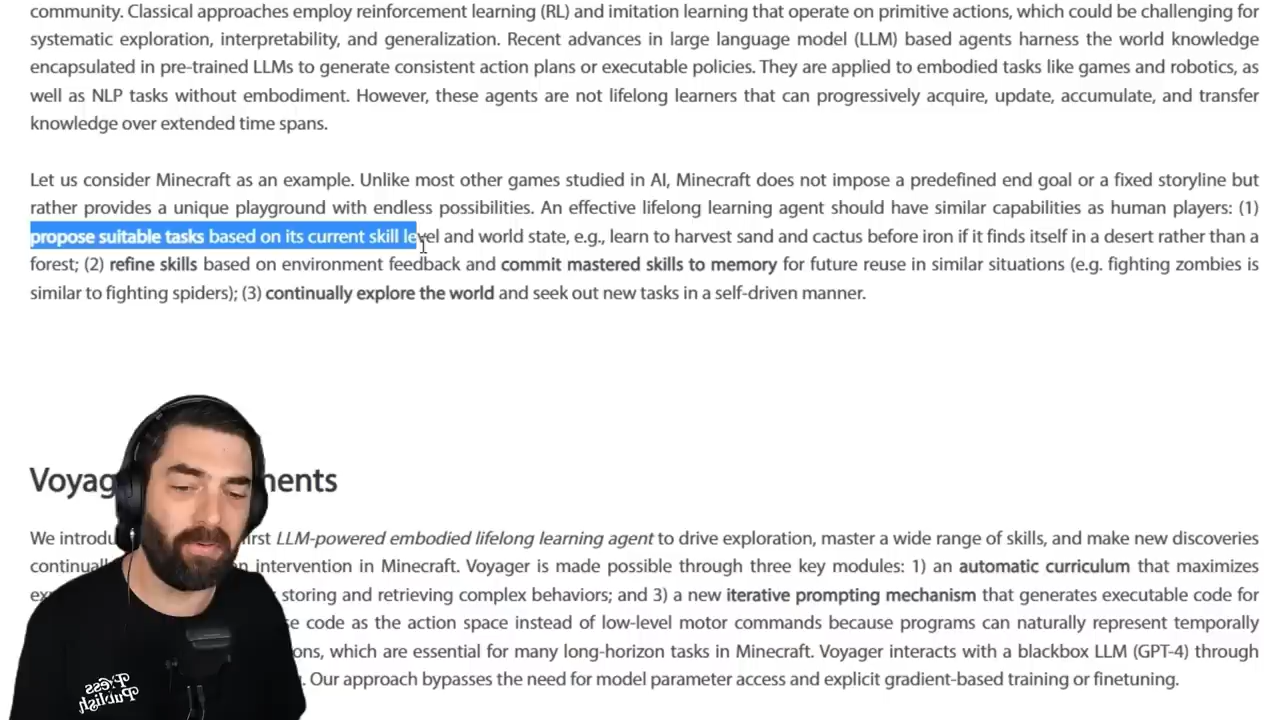 community. Classical approaches employ reinforcement learning (RL) and imitation learning that operate on primitive actions, which could be challenging for
systematic exploration, interpretability, and generalization. Recent advances in large language model (LLM) based agents harness the world knowledge
encapsulated in pre-trained LLMs to generate consistent action plans or executable policies. They are applied to embodied tasks like games and robotics, as
well as NLP tasks without embodiment. However, these agents are not lifelong learners that can progressively acquire, update, accumulate, and transfer
knowledge over extended time spans.
Let us consider Minecraft as an example. Unlike most other games studied in AI, Minecraft does not impose a predefined end goal or a fixed storyline but
rather provides a unique playground with endless possibilities. An effective lifelong learning agent should have similar capabilities as human players: (1)
propose suitable tasks based on its current skill level and world state, e.g., learn to harvest sand and cactus before iron if it finds itself in a desert rather than a
forest; (2) refine skills based on environment feedback and commit mastered skills to memory for future reuse in similar situations (e.g. fighting zombies is
similar to fighting spiders); (3) continually explore the world and seek out new tasks in a self-driven manner.
Voyag nents
We introdu first LLM-powered embodied lifelong learning agent to drive exploration, master a wide range of skills, and make new discoveries
continual intervention in Minecraft. Voyager is made possible through three key modules: 1) an automatic curriculum that maximizes
storing and retrieving complex behaviors; and 3) a new iterative prompting mechanism that generates executable code for
code as the action space instead of low-level motor commands because programs can naturally represent temporally
ons, which are essential for many long-horizon tasks in Minecraft. Voyager interacts with a blackbox LLM (GPT-4) through
. Our approach bypasses the need for model parameter access and explicit gradient-based training or finetuning.
Press
Publish